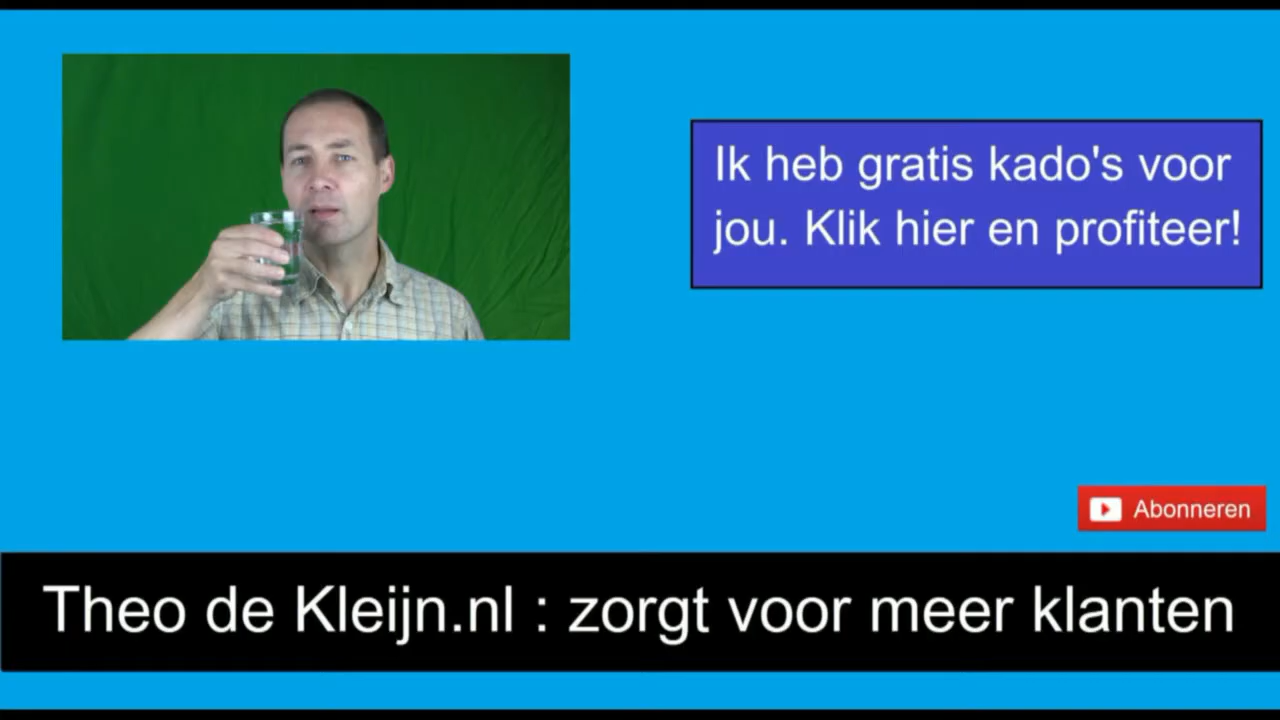 Ik heb gratis kado's voor
jou. Klik hier en profiteer!
Abonneren
Theo de Kleijn.nl : zorgt voor meer klanten